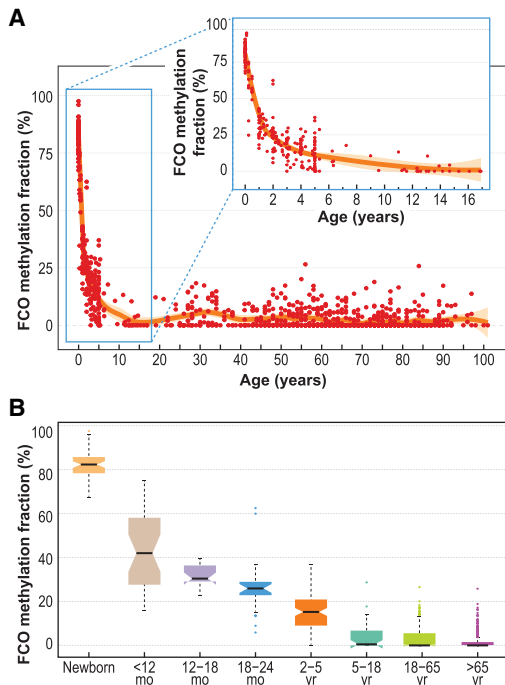 A
FCO methylation fraction (%)
100
75
50
25
0
0 10 20 30 40 50 60 70 80 90 100
Age (years)
FCO methylation
fraction (%)
100
75
50
25
0
0 2 4 6 8 10 12 14 16
Age (years)
B
FCO methylation fraction (%)
100
80
60
40
20
0
Newborn <12 12–18 18–24 2–5 5–18 18–65 >65
mo mo mo yr yr yr yr